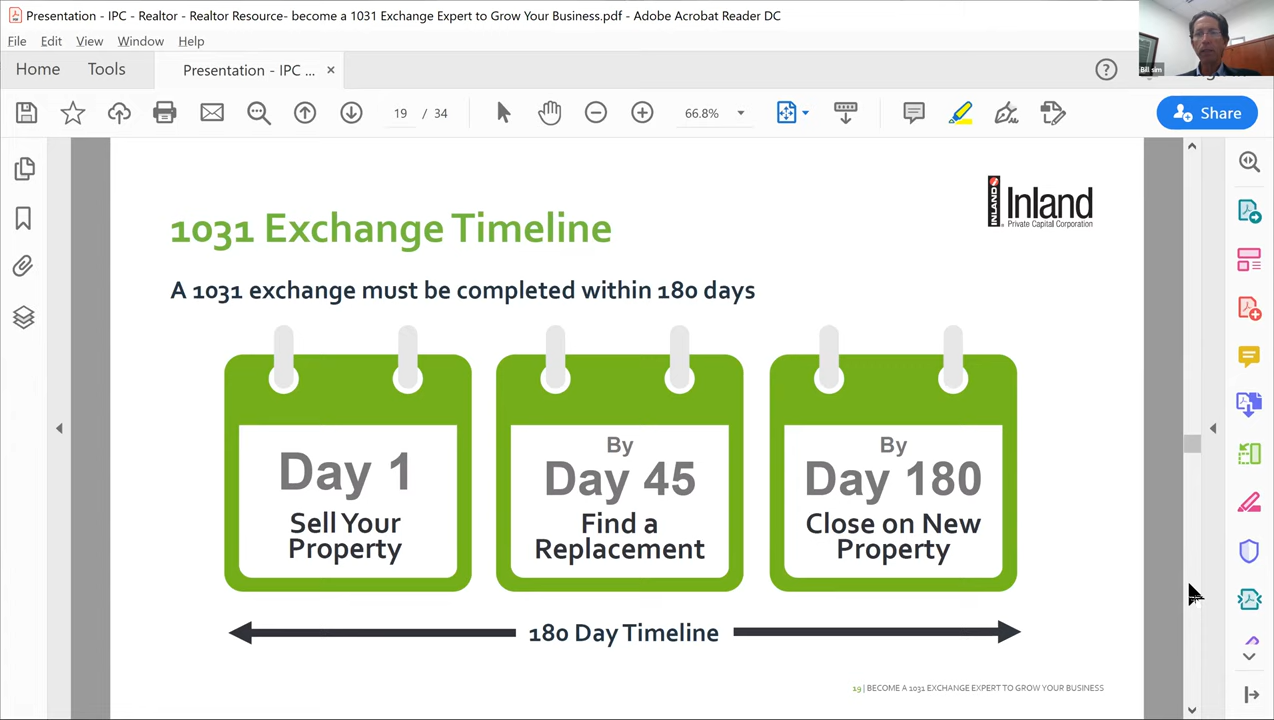 Presentation - IPC - Realtor - Realtor Resource- become a 1031 Exchange Expert to Grow Your Business.pdf - Adobe Acrobat Reader DC
File Edit View Window Help
Home Tools Presentation - IPC ... ×
19 / 34 66.8% Share
Bill sim
INLAND Inland
Private Capital Corporation
1031 Exchange Timeline
A 1031 exchange must be completed within 180 days
Day 1
Sell Your
Property
By
Day 45
Find a
Replacement
By
Day 180
Close on New
Property
180 Day Timeline
19 | BECOME A 1031 EXCHANGE EXPERT TO GROW YOUR BUSINESS